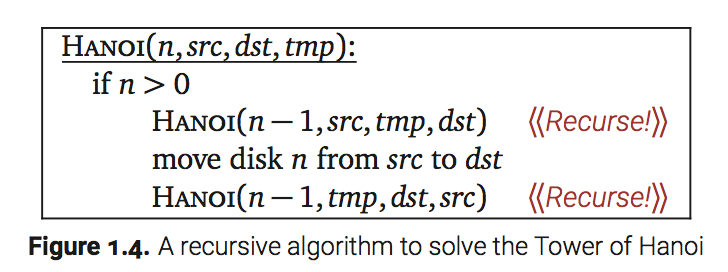 HANOI(n, src, dst, tmp):
if n > 0
HANOI(n − 1, src, tmp, dst) ⟨⟨Recurse!⟩⟩
move disk n from src to dst
HANOI(n − 1, tmp, dst, src) ⟨⟨Recurse!⟩⟩
Figure 1.4. A recursive algorithm to solve the Tower of Hanoi